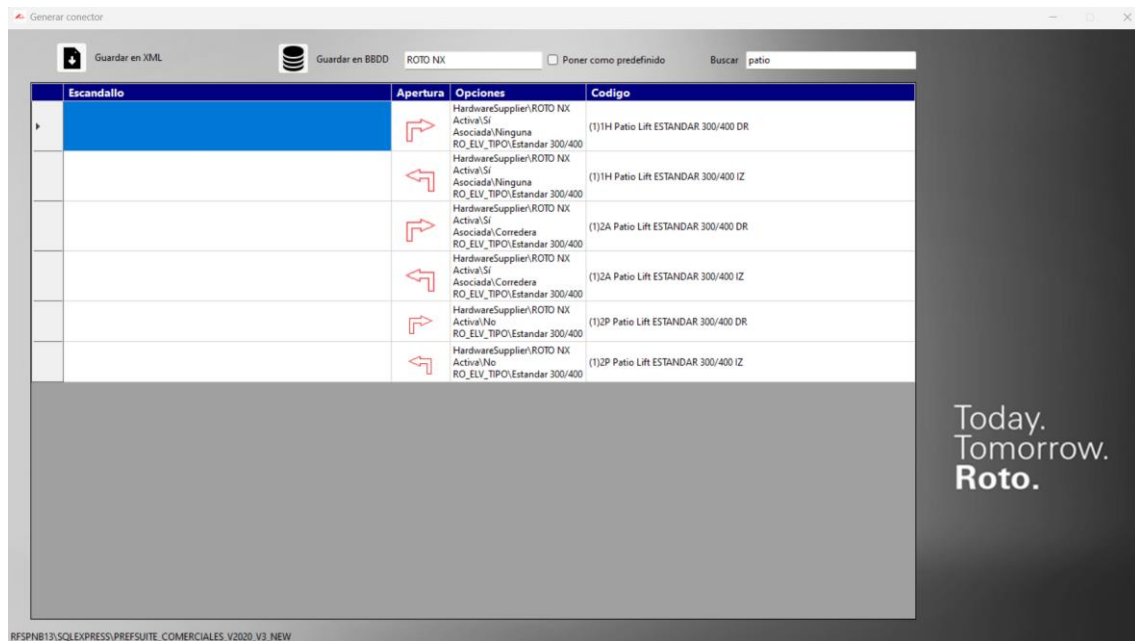 Generar conector
Guardar en XML
Guardar en BBDD
ROTO NX
Poner como predefinido
Buscar
patio
Escandallo
Apertura
Opciones
Codigo
HardwareSupplier\ROTO NX
Activa\Sí
Asociada\Ninguna
RO_ELV_TIPO\Estandar 300/400
(1)1H Patio Lift ESTANDAR 300/400 DR
HardwareSupplier\ROTO NX
Activa\Sí
Asociada\Ninguna
RO_ELV_TIPO\Estandar 300/400
(1)1H Patio Lift ESTANDAR 300/400 IZ
HardwareSupplier\ROTO NX
Activa\Sí
Asociada\Corredera
RO_ELV_TIPO\Estandar 300/400
(1)2A Patio Lift ESTANDAR 300/400 DR
HardwareSupplier\ROTO NX
Activa\Sí
Asociada\Corredera
RO_ELV_TIPO\Estandar 300/400
(1)2A Patio Lift ESTANDAR 300/400 IZ
HardwareSupplier\ROTO NX
Activa\No
RO_ELV_TIPO\Estandar 300/400
(1)2P Patio Lift ESTANDAR 300/400 DR
HardwareSupplier\ROTO NX
Activa\No
RO_ELV_TIPO\Estandar 300/400
(1)2P Patio Lift ESTANDAR 300/400 IZ
Today.
Tomorrow.
Roto.
RFSPNB13\SQLEXPRESS\PREFSUITE_COMERCIALES_V2020_V3_NEW